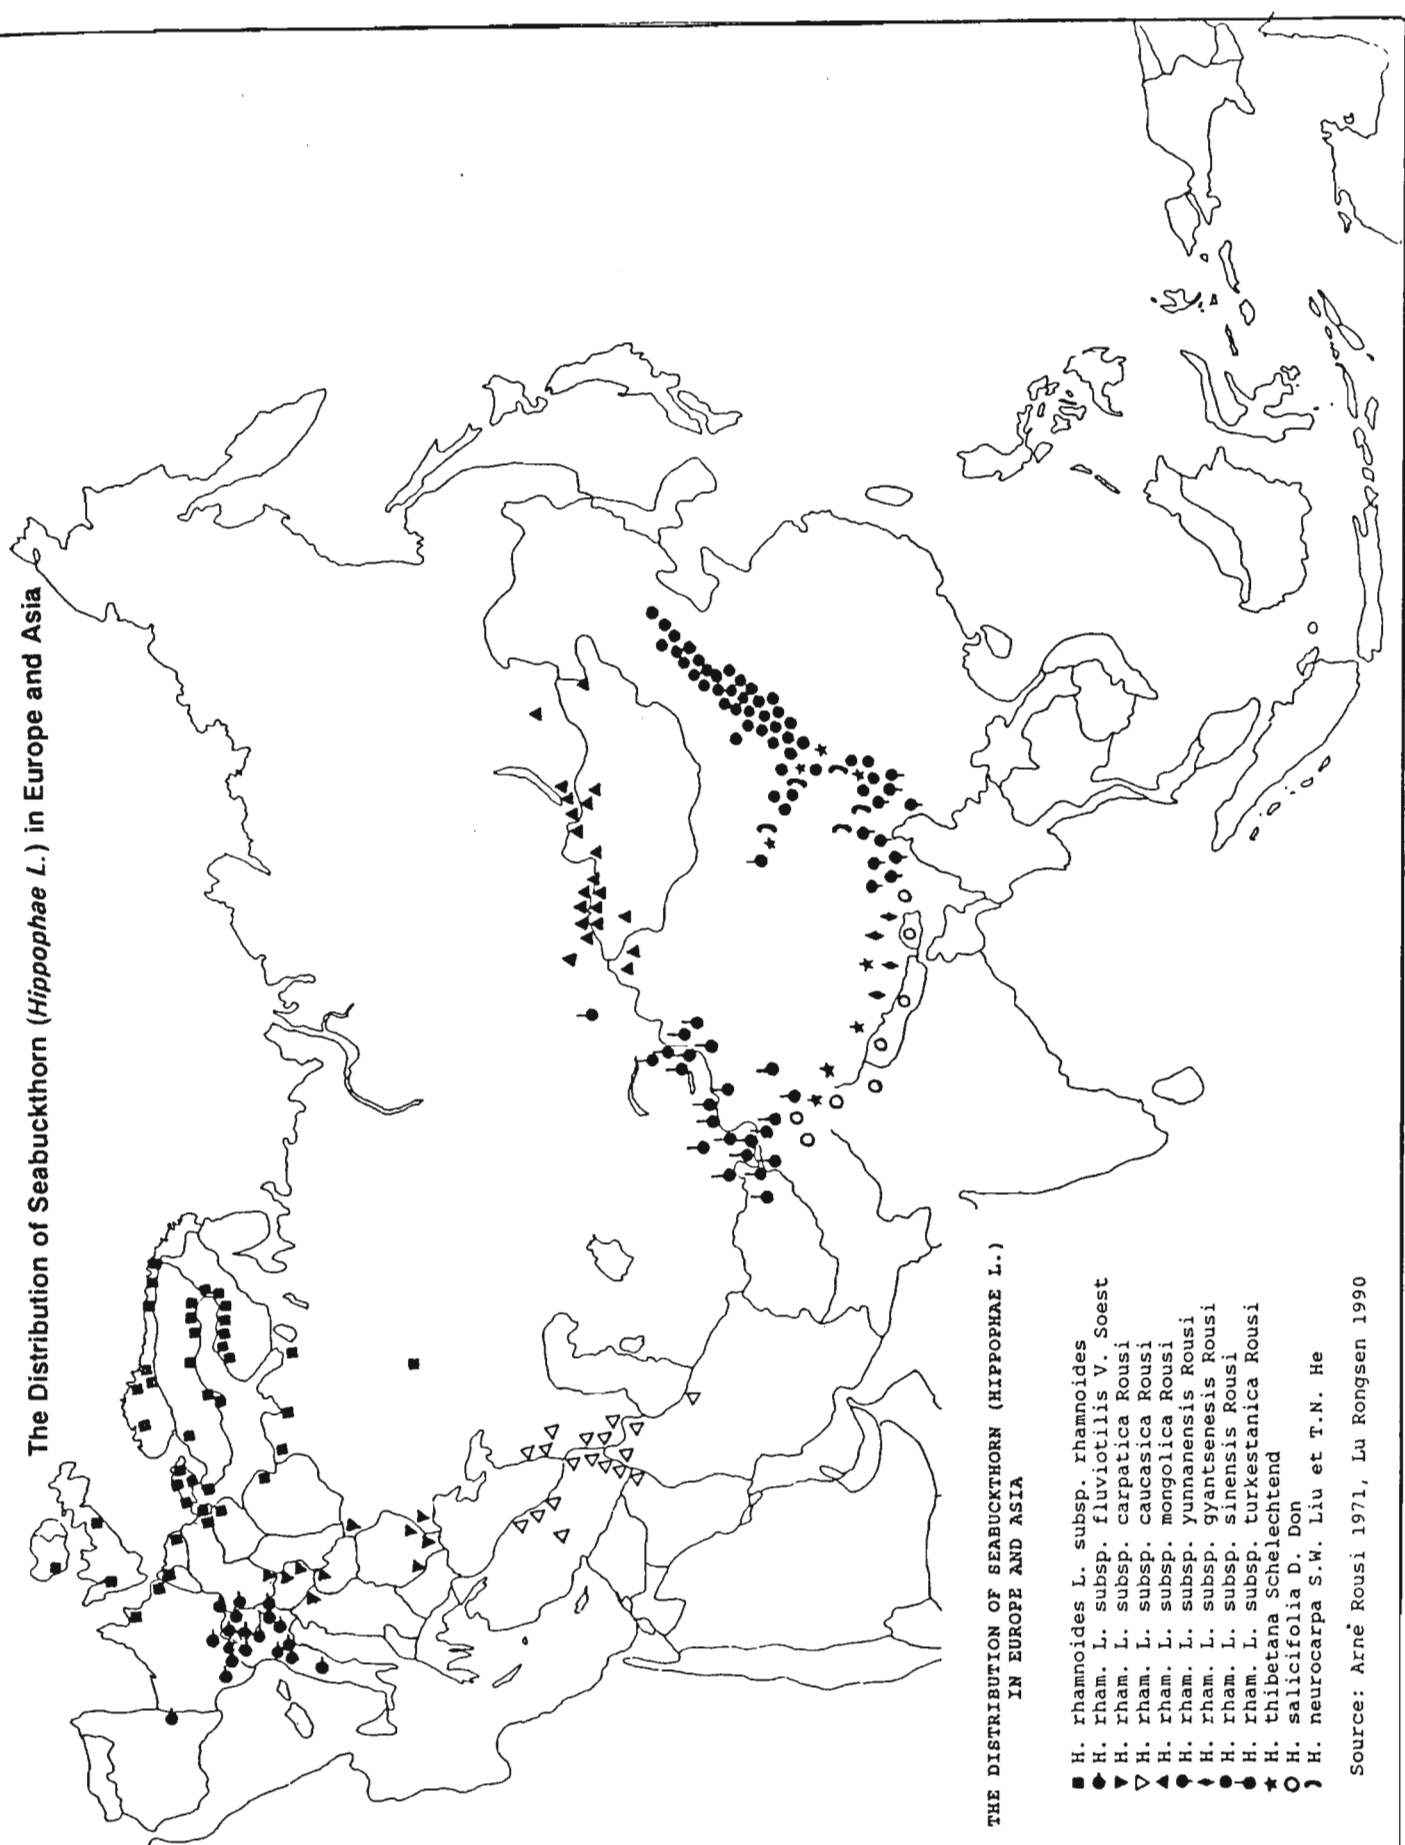 The Distribution of Seabuckthorn (Hippophae L.) in Europe and Asia
THE DISTRIBUTION OF SEABUCKTHORN (HIPPOPHAE L.)
IN EUROPE AND ASIA
H. rhamnoides L. subsp. rhamnoides
H. rham. L. subsp. fluviotilis V. Soest
H. rham. L. subsp. carpatica Rousi
H. rham. L. subsp. caucasica Rousi
H. rham. L. subsp. mongolica Rousi
H. rham. L. subsp. yunnanensis Rousi
H. rham. L. subsp. gyantsenesis Rousi
H. rham. L. subsp. sinensis Rousi
H. rham. L. subsp. turkestanica Rousi
H. thibetana Schelechtend
H. salicifolia D. Don
H. neurocarpa S.W. Liu et T.N. He
Source: Arne Rousi 1971, Lu Rongsen 1990